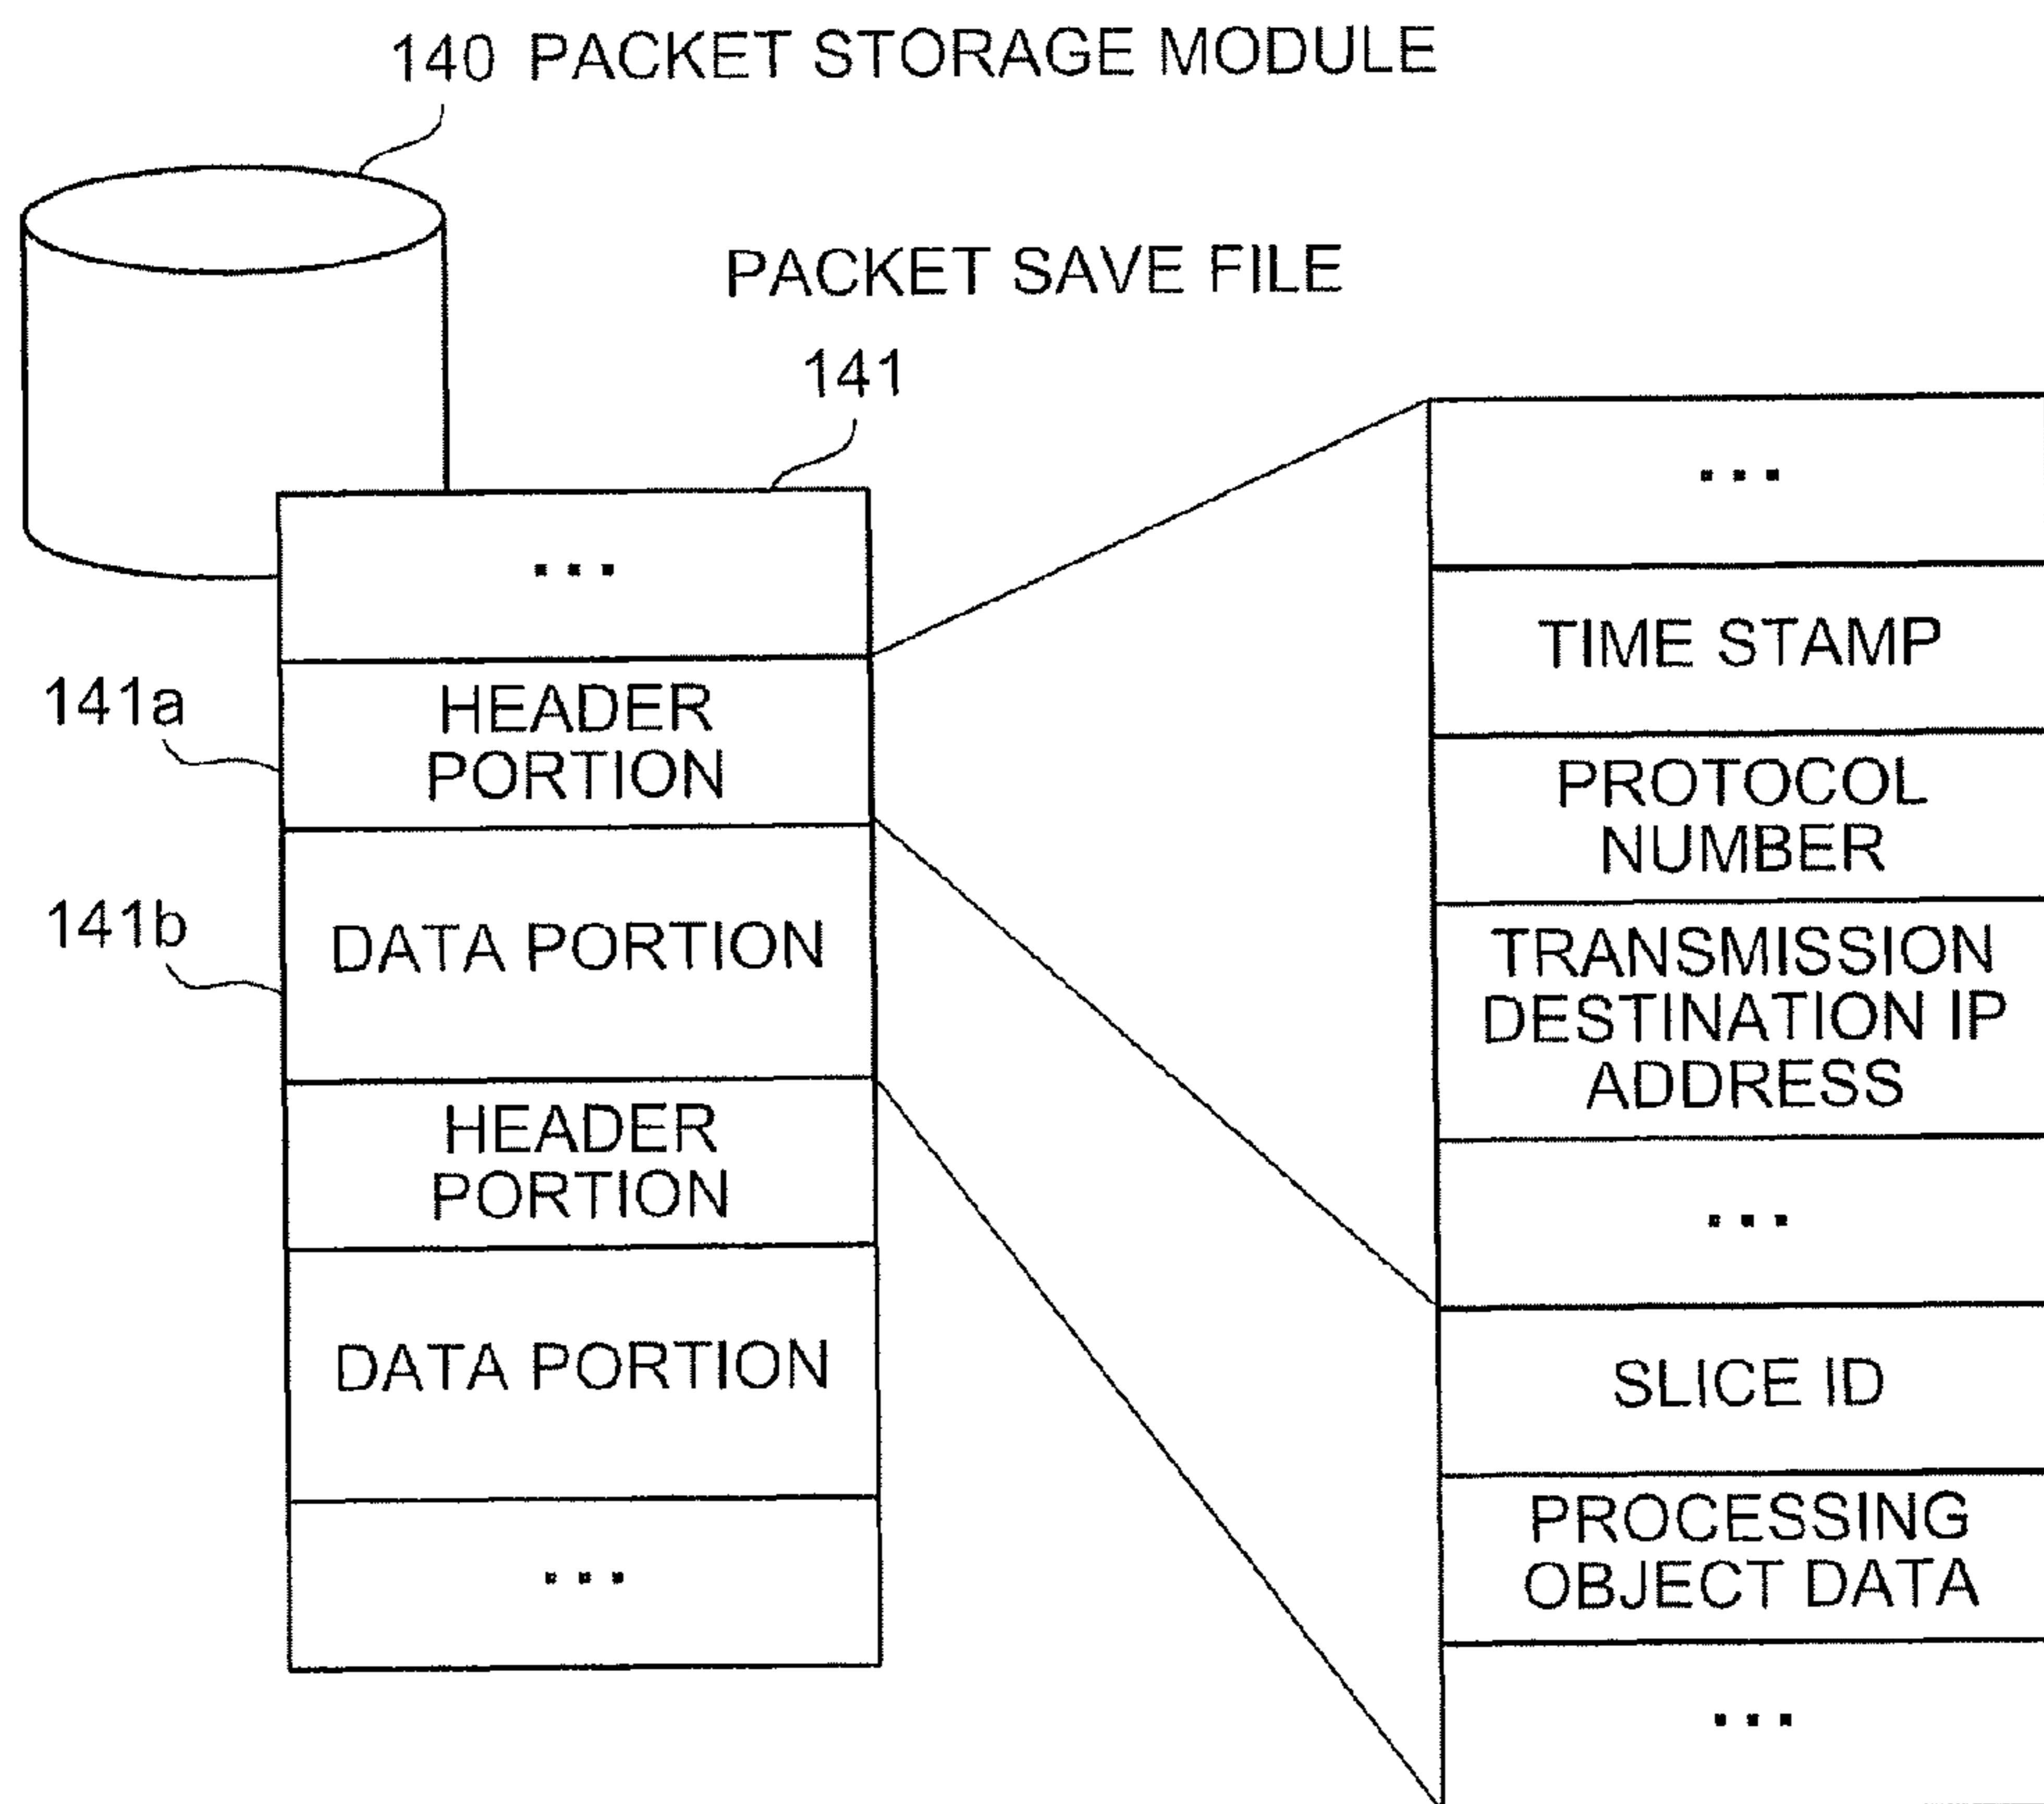 140 PACKET STORAGE MODULE
PACKET SAVE FILE
141
...
HEADER
PORTION
141a
DATA PORTION
141b
HEADER
PORTION
DATA PORTION
...
...
TIME STAMP
PROTOCOL
NUMBER
TRANSMISSION
DESTINATION IP
ADDRESS
...
SLICE ID
PROCESSING
OBJECT DATA
...